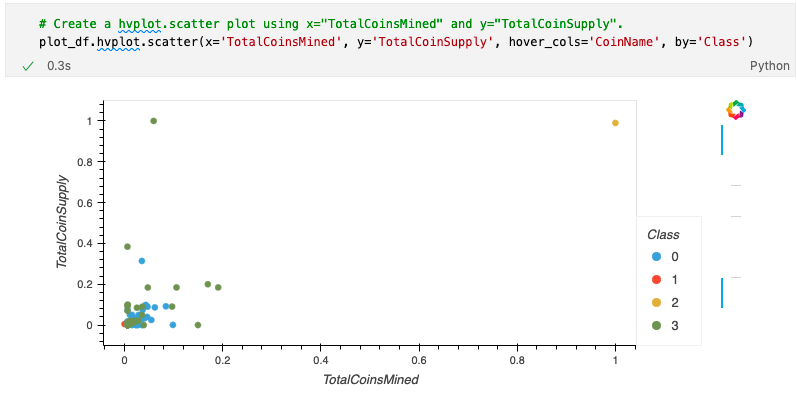 # Create a hvplot.scatter plot using x="TotalCoinsMined" and y="TotalCoinSupply".
plot_df.hvplot.scatter(x='TotalCoinsMined', y='TotalCoinSupply', hover_cols='CoinName', by='Class')
0.3s
Python
1
0.8
0.6
0.4
0.2
0
TotalCoinSupply
0 0.2 0.4 0.6 0.8 1
TotalCoinsMined
Class
0
1
2
3